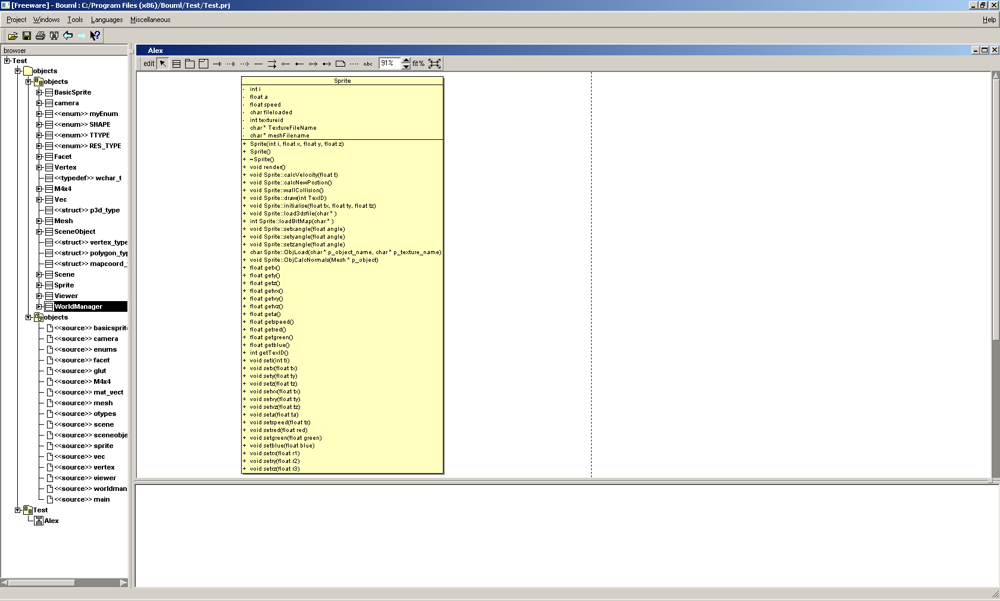 [Freeware] - Bouml : C:/Program Files (x86)/Bouml/Test/Test.prj
Project Windows Tools Languages Miscellaneous Help
browser
Test
objects
objects
BasicSprite
camera
<<enum>> myEnum
<<enum>> SHAPE
<<enum>> TTYPE
<<enum>> RES_TYPE
Facet
Vertex
<<typedef>> wchar_t
M4x4
Vec
<<struct>> p3d_type
Mesh
SceneObject
<<struct>> vertex_type
<<struct>> polygon_typ
<<struct>> mapcoord_
Scene
Sprite
Viewer
WorldManager
objects
<<source>> basicsprite
<<source>> camera
<<source>> enums
<<source>> facet
<<source>> glut
<<source>> M4x4
<<source>> mat_vect
<<source>> mesh
<<source>> otypes
<<source>> scene
<<source>> sceneobje
<<source>> sprite
<<source>> vec
<<source>> vertex
<<source>> viewer
<<source>> worldman
<<source>> main
Test
Alex
Alex
edit abc 91% fit%
Sprite
- int i
- float a
- float speed
- char fileloaded
- int textureid
- char * TextureFileName
- char * meshFilename
+ Sprite(int i, float x, float y, float z)
+ Sprite()
+ ~Sprite()
+ void render()
+ void Sprite::calcVelocity(float t)
+ void Sprite::calcNewPostion()
+ void Sprite::wallCollision()
+ void Sprite::draw(int TexID)
+ void Sprite::initialise(float tx, float ty, float tz)
+ void Sprite::load3dsfile(char * )
+ int Sprite::loadBitMap(char * )
+ void Sprite::setxangle(float angle)
+ void Sprite::setyangle(float angle)
+ void Sprite::setzangle(float angle)
+ char Sprite::ObjLoad(char * p_object_name, char * p_texture_name)
+ void Sprite::ObjCalcNormals(Mesh * p_object)
+ float getx()
+ float gety()
+ float getz()
+ float getvx()
+ float getvy()
+ float getvz()
+ float geta()
+ float getspeed()
+ float getred()
+ float getgreen()
+ float getblue()
+ int getTexID()
+ void seti(int ti)
+ void setx(float tx)
+ void sety(float ty)
+ void setz(float tz)
+ void setvx(float tx)
+ void setvy(float ty)
+ void setvz(float tz)
+ void seta(float ta)
+ void setspeed(float ts)
+ void setred(float red)
+ void setgreen(float green)
+ void setblue(float blue)
+ void setrx(float r1)
+ void setry(float r2)
+ void setrz(float r3)